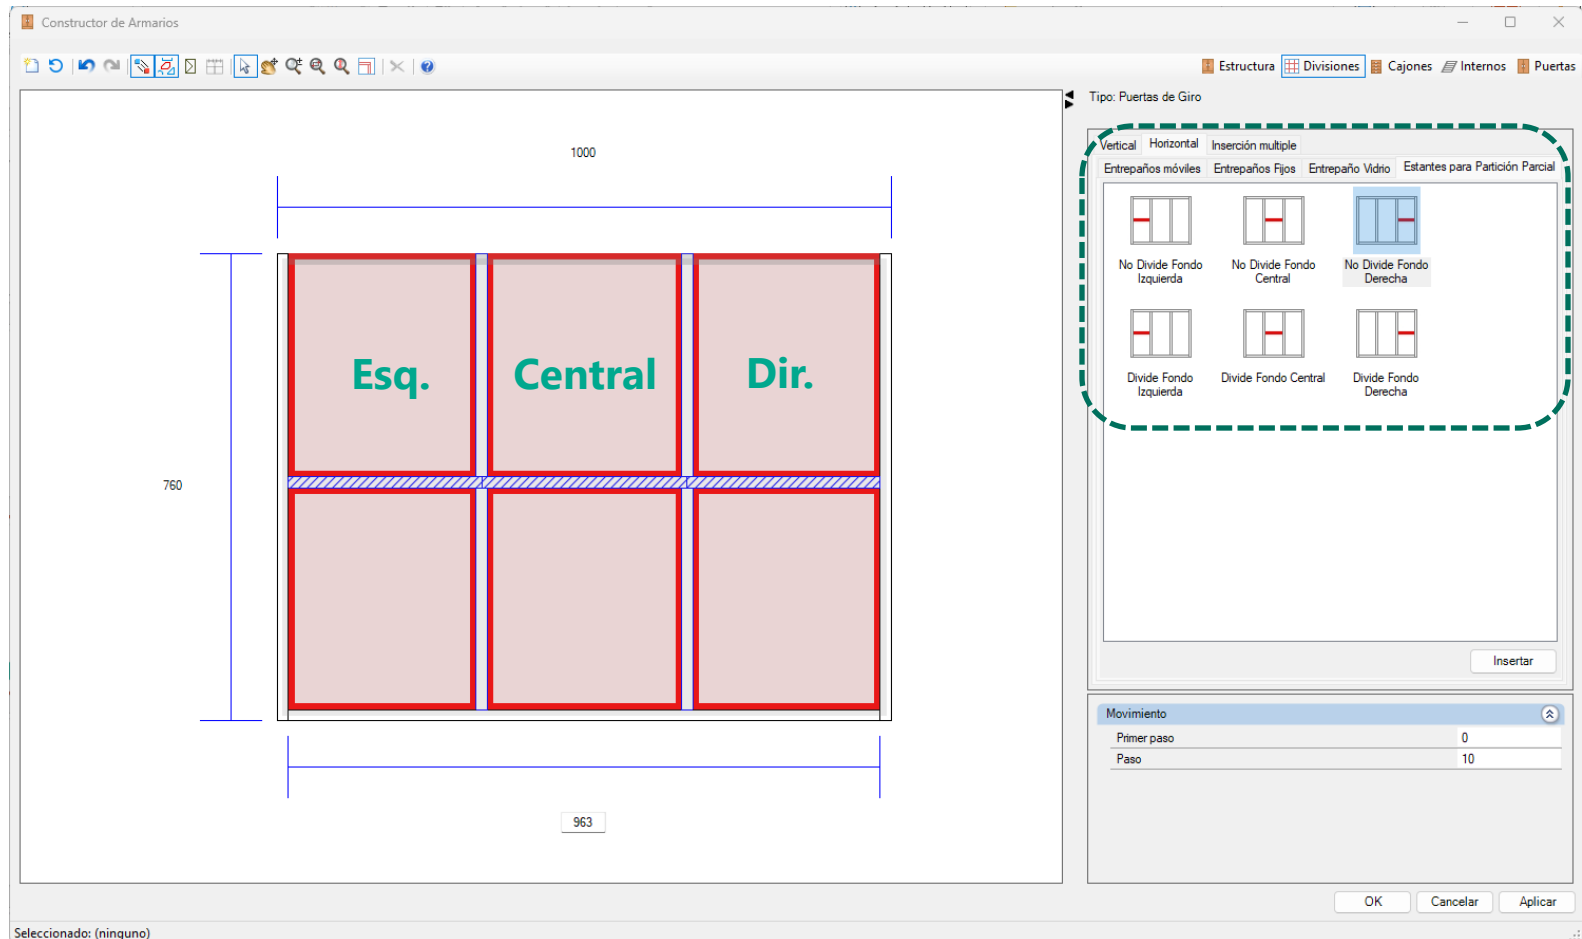 Constructor de Armarios
Estructura Divisiones Cajones Internos Puertas
Tipo: Puertas de Giro
Vertical Horizontal Inserción multiple
Entrepaños móviles Entrepaños Fijos Entrepaño Vidrio Estantes para Partición Parcial
No Divide Fondo Izquierda
No Divide Fondo Central
No Divide Fondo Derecha
Divide Fondo Izquierda
Divide Fondo Central
Divide Fondo Derecha
Insertar
1000
760
Esq. Central Dir.
963
Movimiento
Primer paso 0
Paso 10
OK Cancelar Aplicar
Seleccionado: (ninguno)